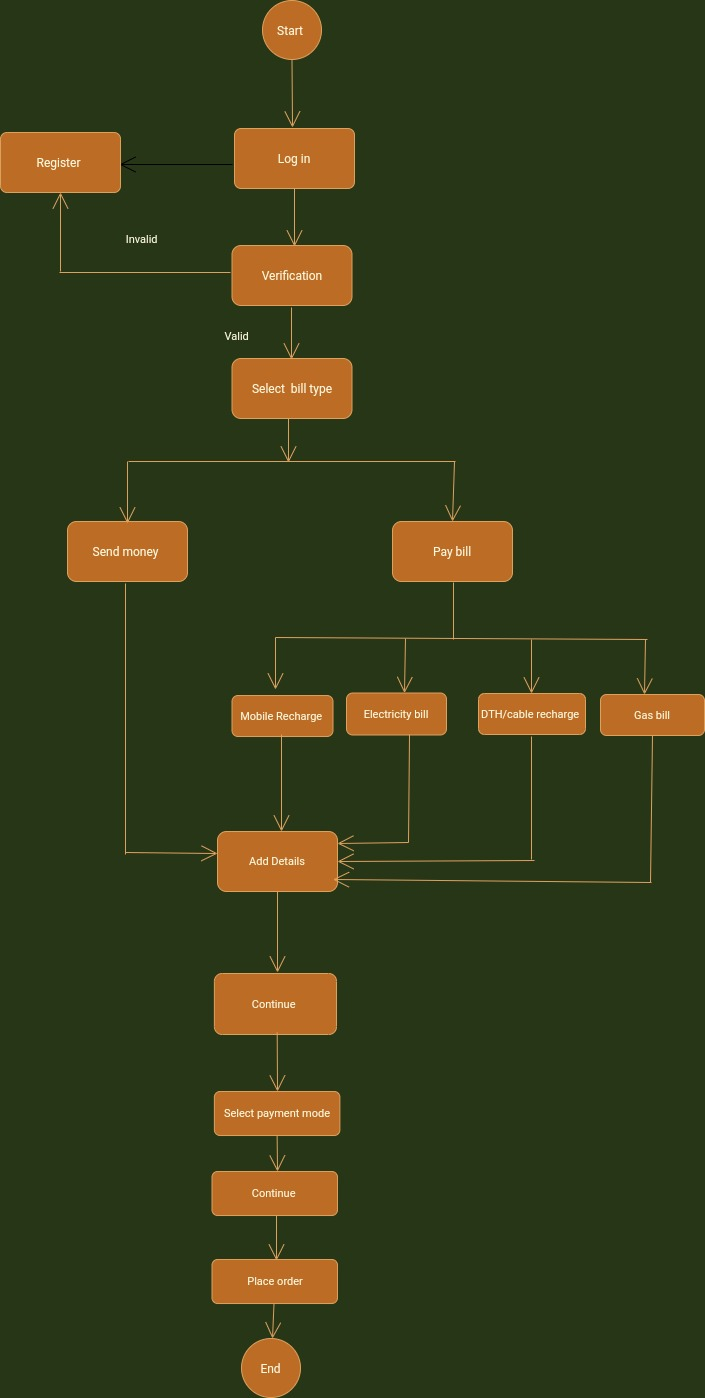 Start
Log in
Register
Invalid
Verification
Valid
Select  bill type
Send money
Pay bill
Mobile Recharge
Electricity bill
DTH/cable recharge
Gas bill
Add Details
Continue
Select payment mode
Continue
Place order
End